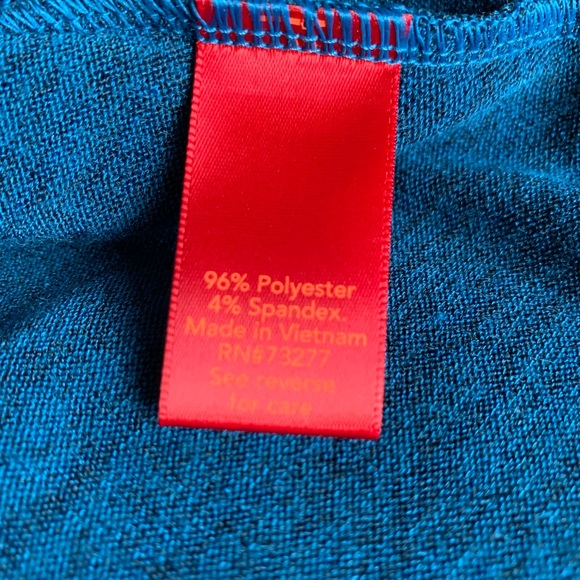 96% Polyester
4% Spandex.
Made in Vietnam
RN#73277
See reverse
for care